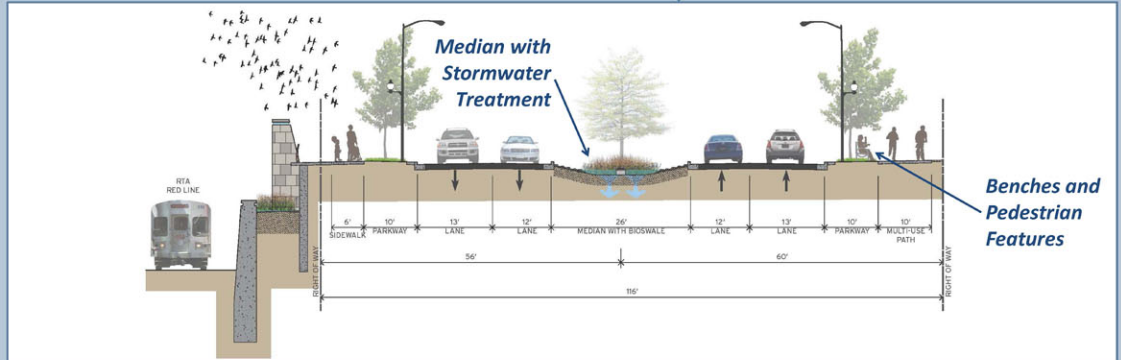 Median with
Stormwater
Treatment
Benches and
Pedestrian
Features
RTA
RED LINE
6'
SIDEWALK
10'
PARKWAY
13'
LANE
12'
LANE
26'
MEDIAN WITH BIOSWALE
12'
LANE
13'
LANE
10'
PARKWAY
10'
MULTI-USE
PATH
56'
60'
116'
RIGHT OF WAY
RIGHT OF WAY